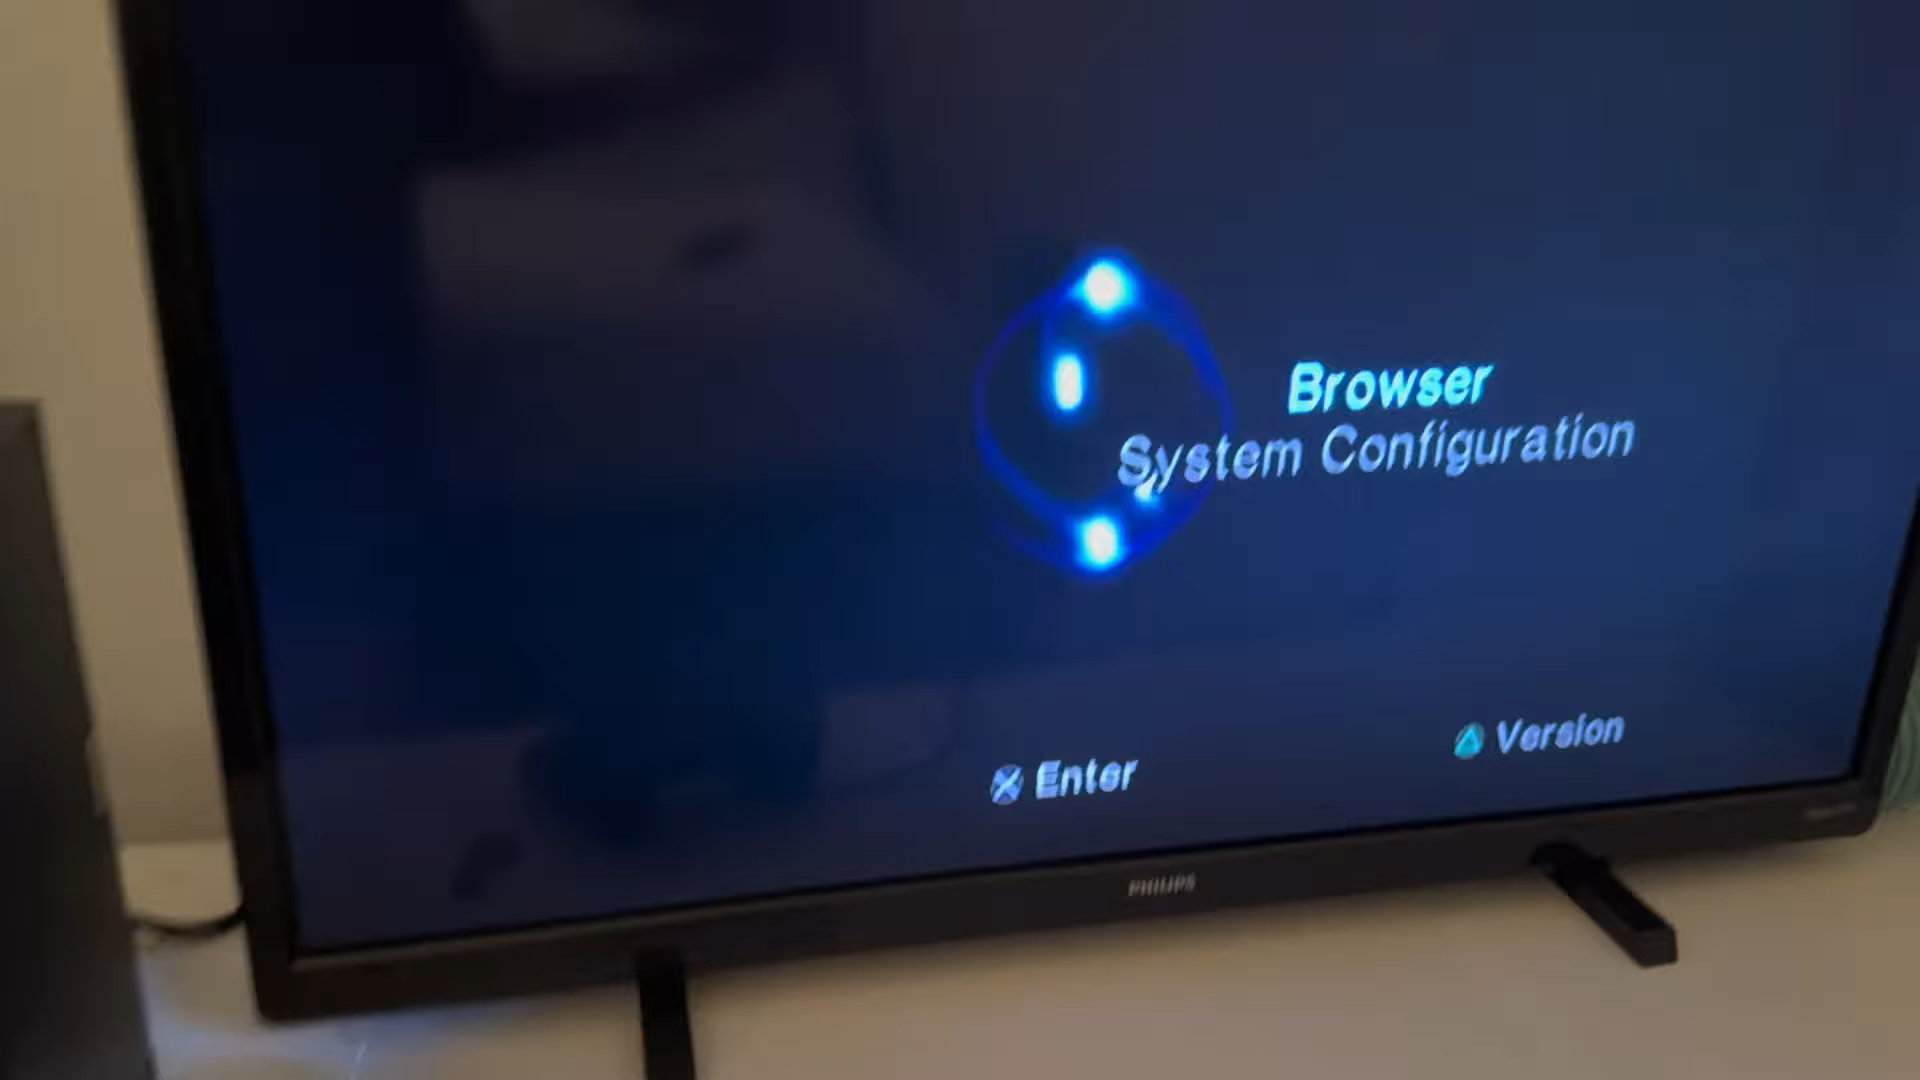 Browser
System Configuration
Enter
Version
PHILIPS